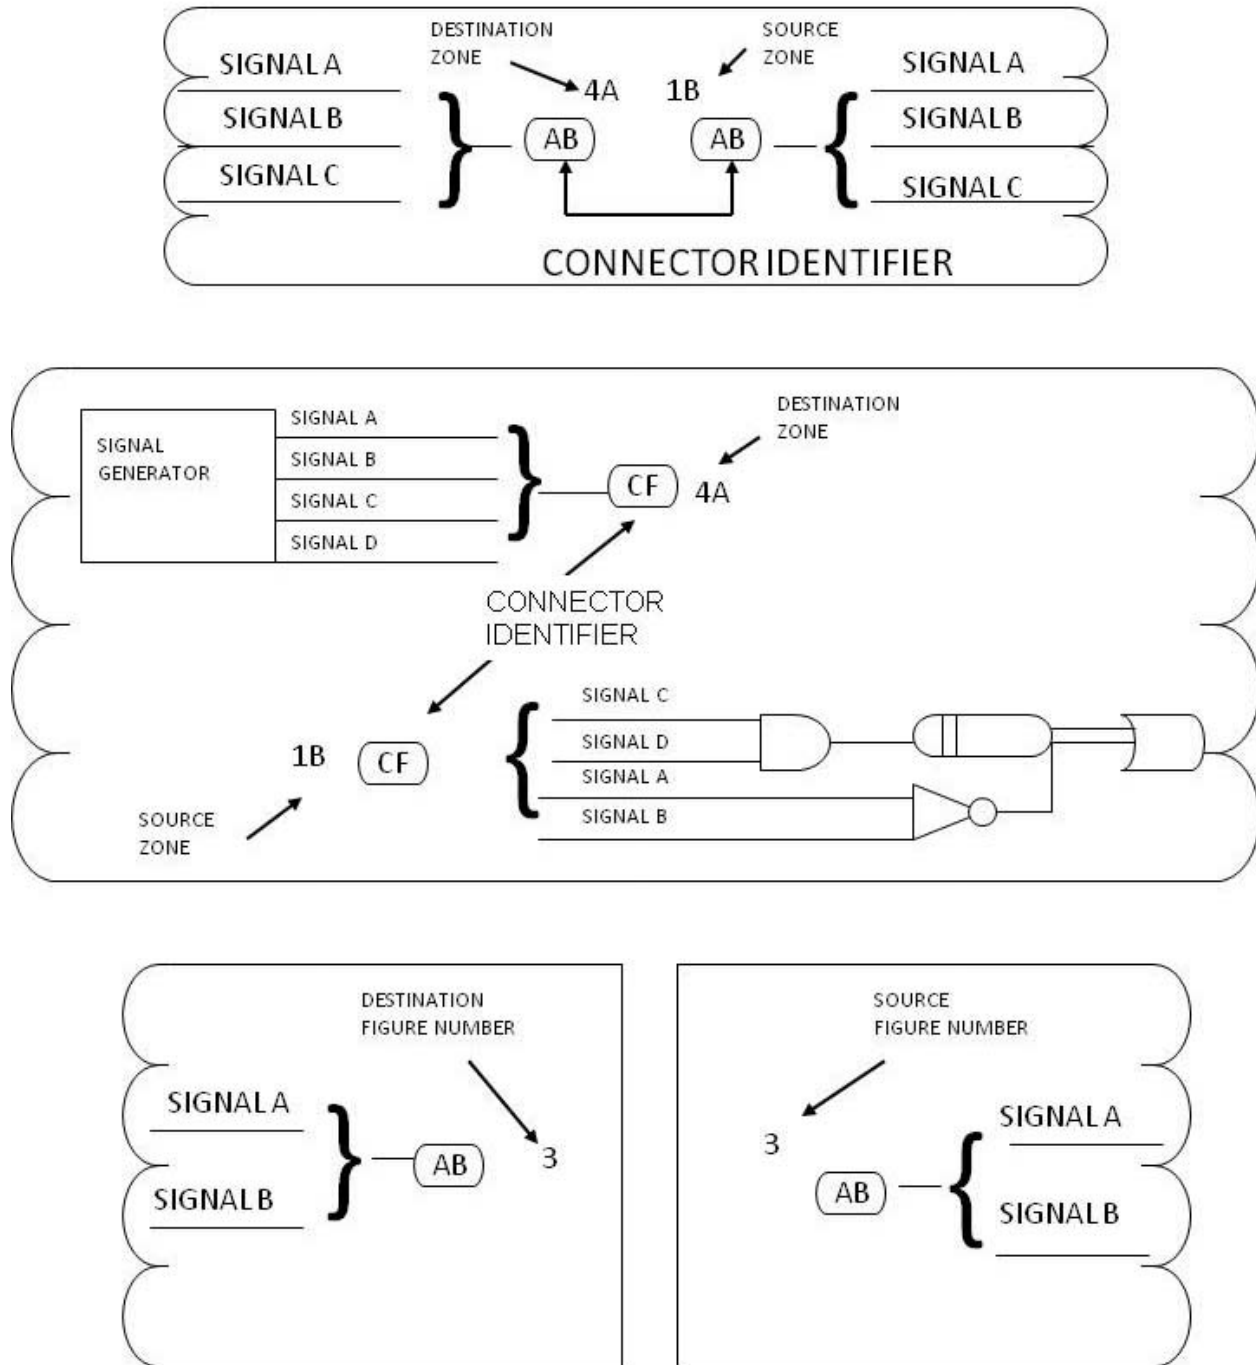 DESTINATION
ZONE
SOURCE
ZONE
SIGNAL A
SIGNAL B
SIGNAL C
4A
1B
AB
AB
SIGNAL A
SIGNAL B
SIGNAL C
CONNECTOR IDENTIFIER
SIGNAL
GENERATOR
SIGNAL A
SIGNAL B
SIGNAL C
SIGNAL D
CF
4A
DESTINATION
ZONE
CONNECTOR
IDENTIFIER
1B
CF
SOURCE
ZONE
SIGNAL C
SIGNAL D
SIGNAL A
SIGNAL B
DESTINATION
FIGURE NUMBER
SIGNAL A
SIGNAL B
AB
3
SOURCE
FIGURE NUMBER
3
AB
SIGNAL A
SIGNAL B